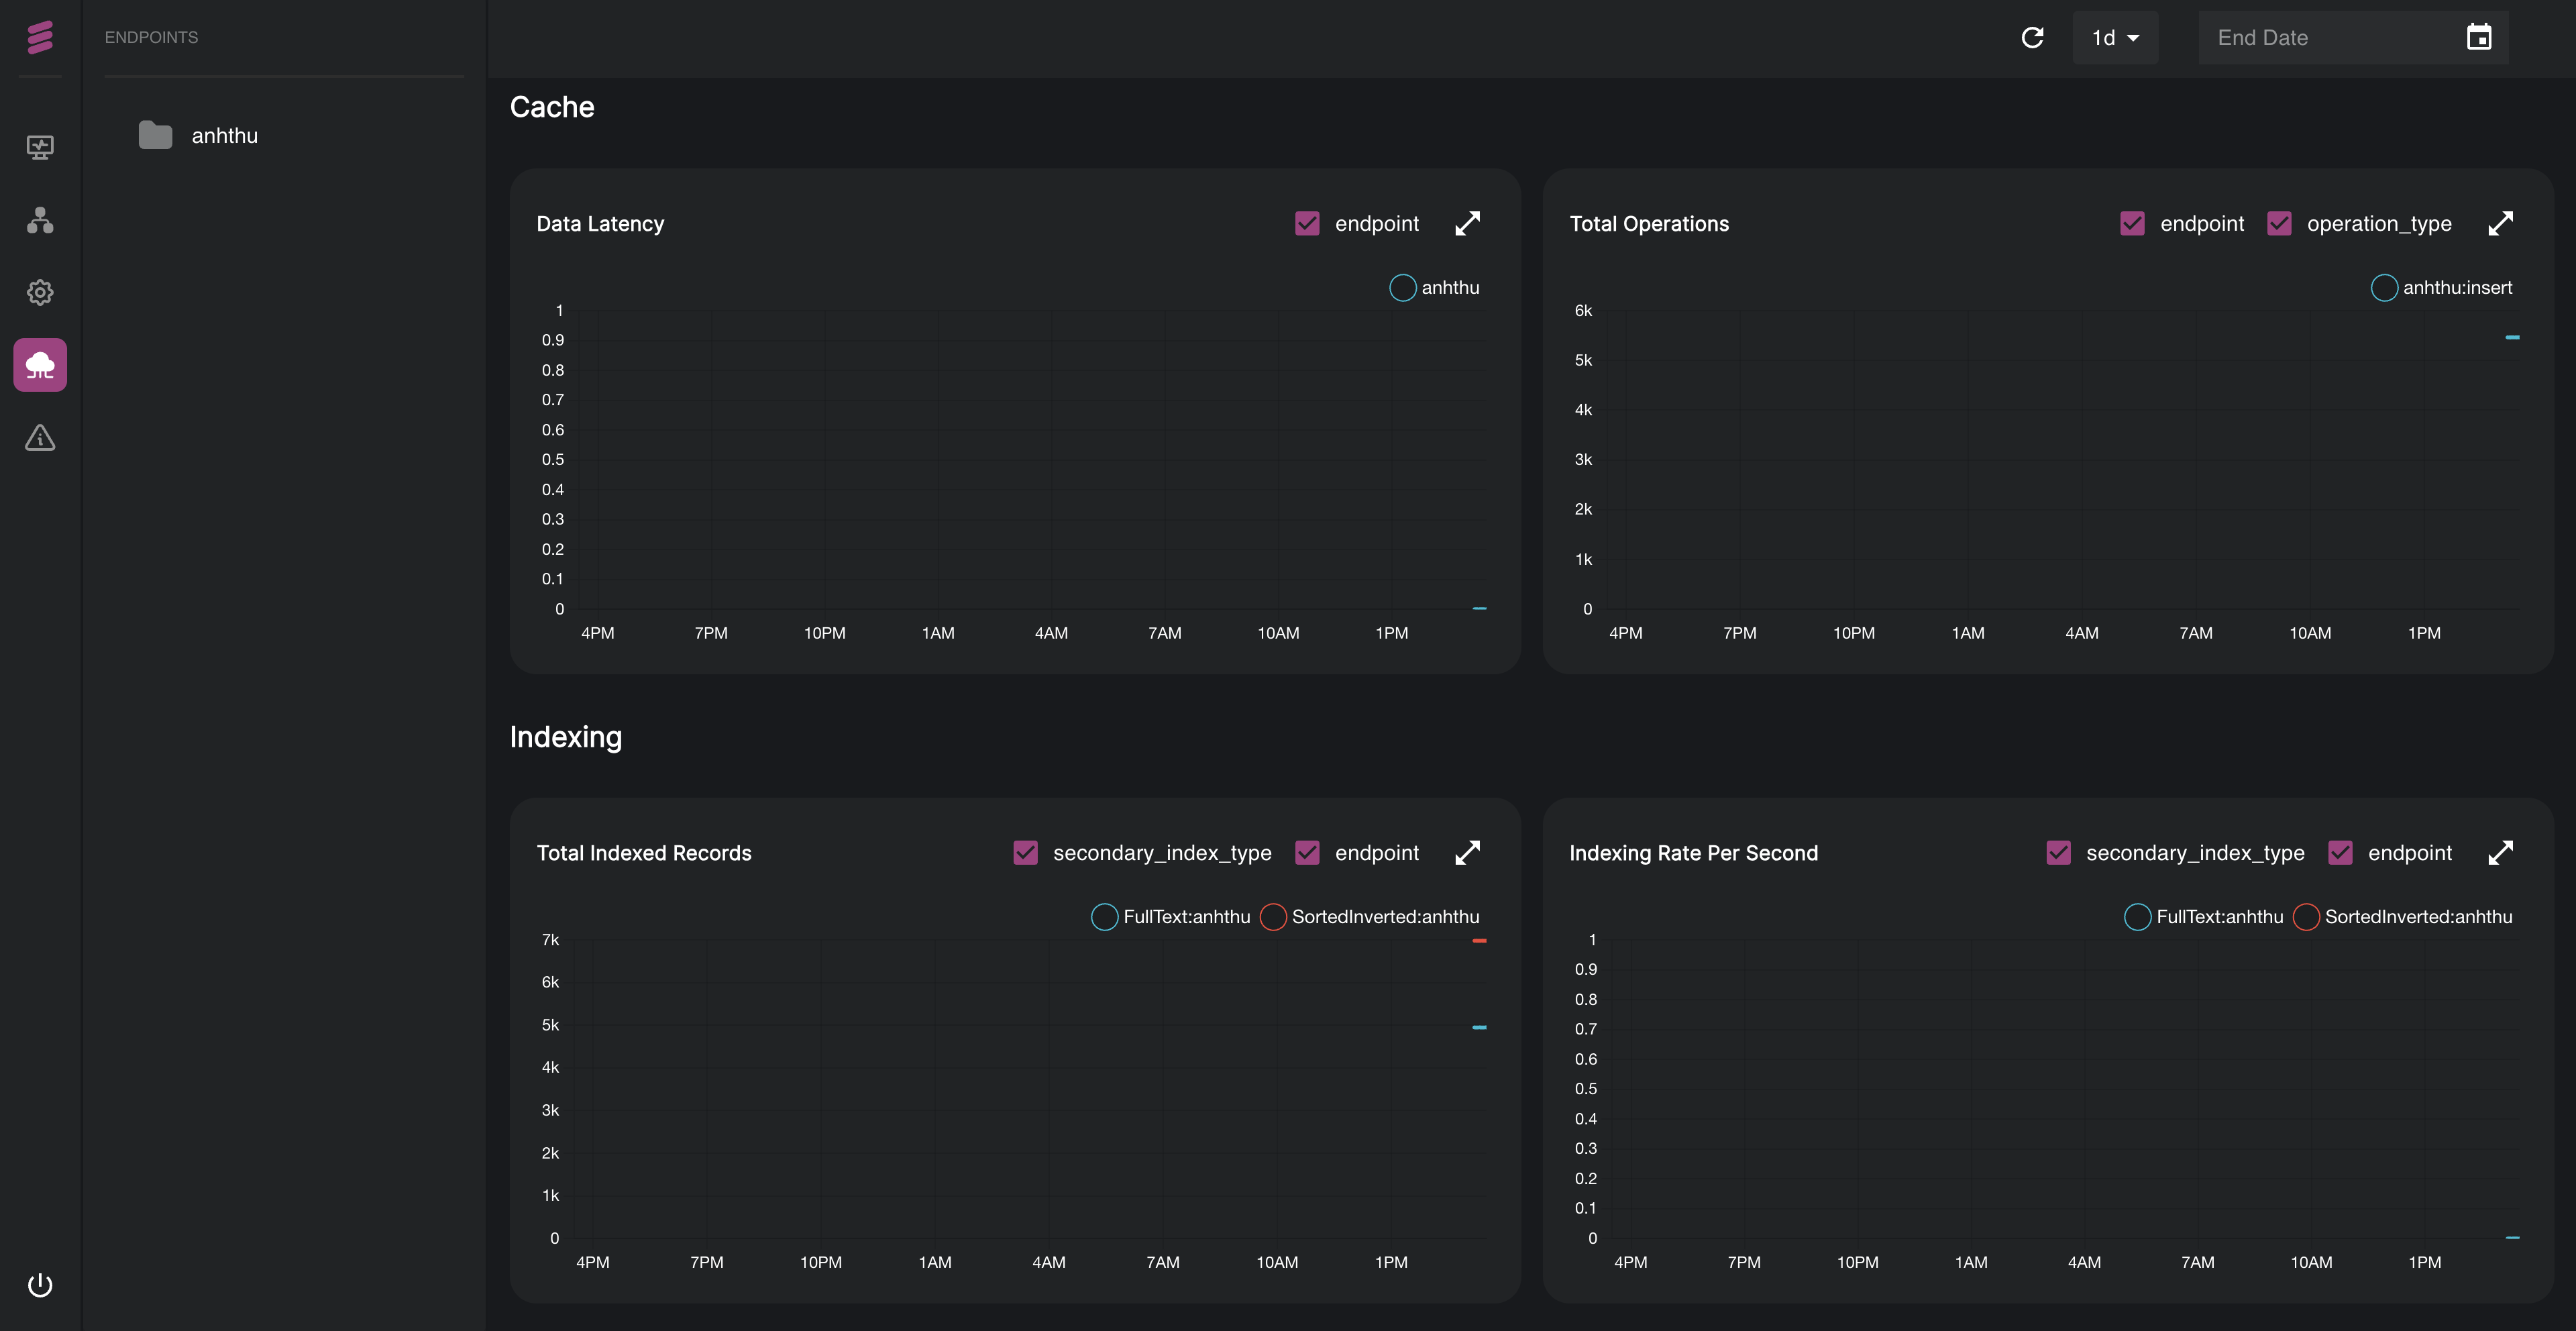 ENDPOINTS
anhthu
1d
End Date
Cache
Data Latency
endpoint
anhthu
1
0.9
0.8
0.7
0.6
0.5
0.4
0.3
0.2
0.1
0
4PM 7PM 10PM 1AM 4AM 7AM 10AM 1PM
Total Operations
endpoint operation_type
anhthu:insert
6k
5k
4k
3k
2k
1k
0
4PM 7PM 10PM 1AM 4AM 7AM 10AM 1PM
Indexing
Total Indexed Records
secondary_index_type endpoint
FullText:anhthu SortedInverted:anhthu
7k
6k
5k
4k
3k
2k
1k
0
4PM 7PM 10PM 1AM 4AM 7AM 10AM 1PM
Indexing Rate Per Second
secondary_index_type endpoint
FullText:anhthu SortedInverted:anhthu
1
0.9
0.8
0.7
0.6
0.5
0.4
0.3
0.2
0.1
0
4PM 7PM 10PM 1AM 4AM 7AM 10AM 1PM